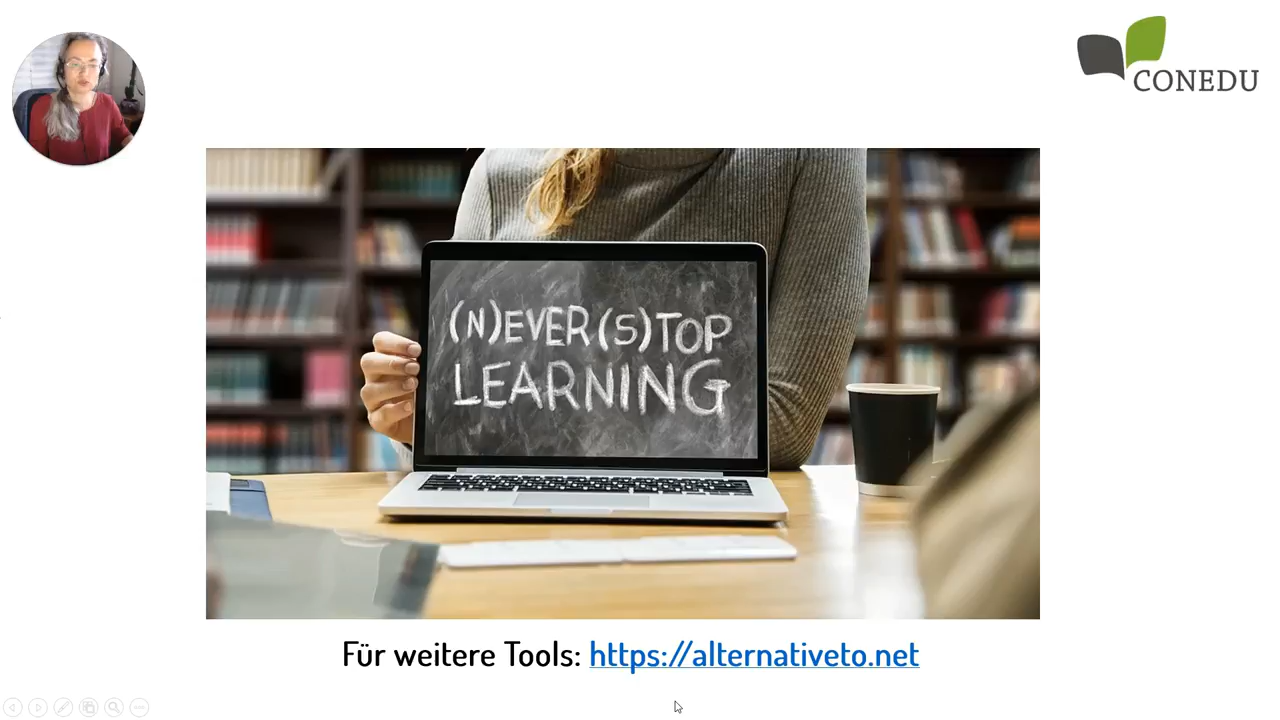 CONEDU
(N)EVER(S)TOP
LEARNING
Für weitere Tools: https://alternativeto.net